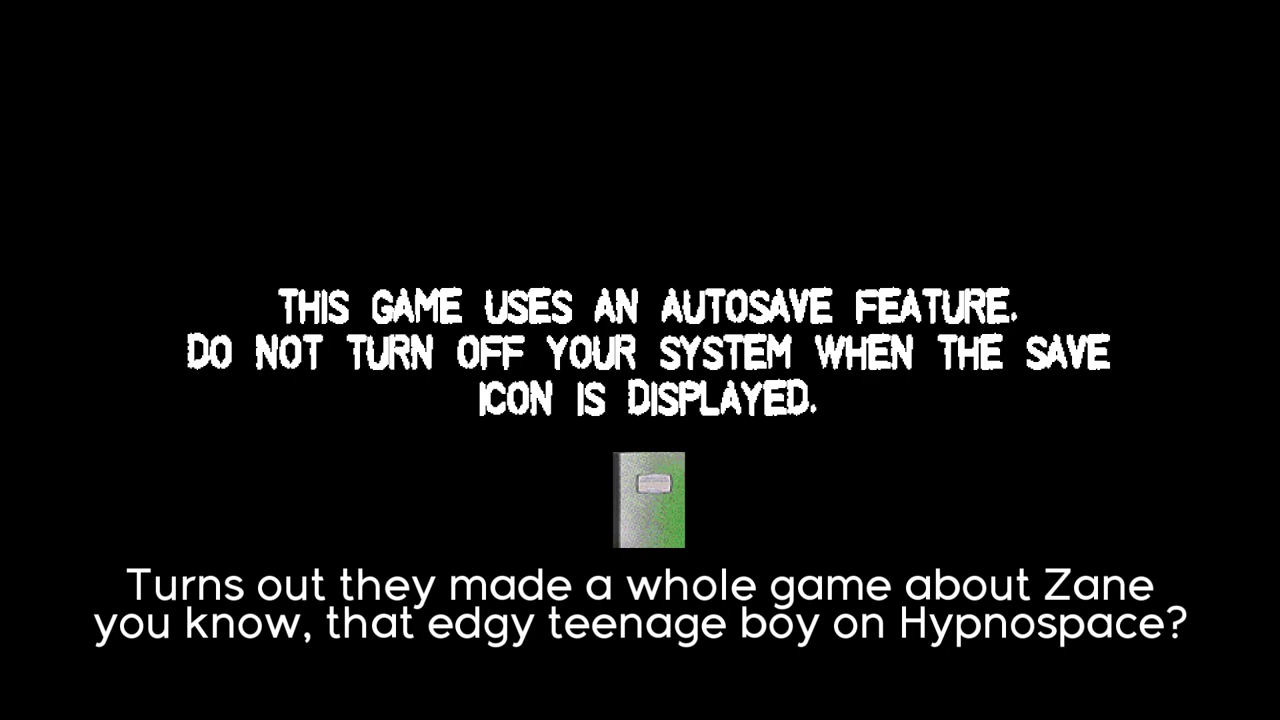 THIS GAME USES AN AUTOSAVE FEATURE.
DO NOT TURN OFF YOUR SYSTEM WHEN THE SAVE
ICON IS DISPLAYED.
Turns out they made a whole game about Zane
you know, that edgy teenage boy on Hypnospace?